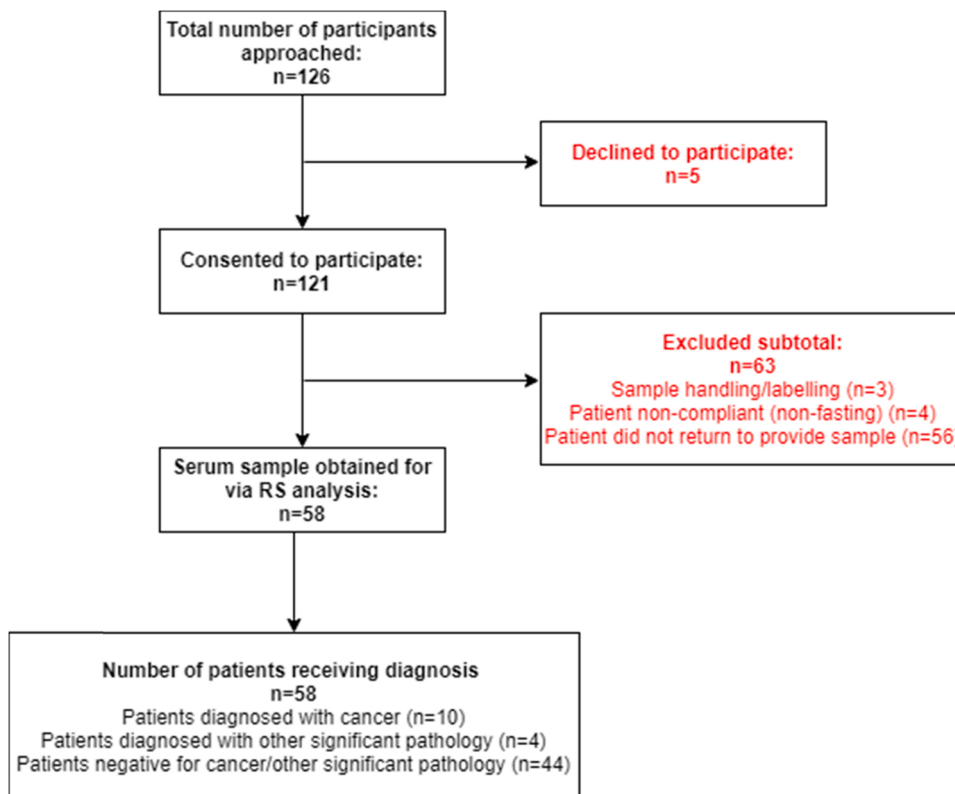 Total number of participants
approached:
n=126
Declined to participate:
n=5
Consented to participate:
n=121
Excluded subtotal:
n=63
Sample handling/labelling (n=3)
Patient non-compliant (non-fasting) (n=4)
Patient did not return to provide sample (n=56)
Serum sample obtained for
via RS analysis:
n=58
Number of patients receiving diagnosis
n=58
Patients diagnosed with cancer (n=10)
Patients diagnosed with other significant pathology (n=4)
Patients negative for cancer/other significant pathology (n=44)